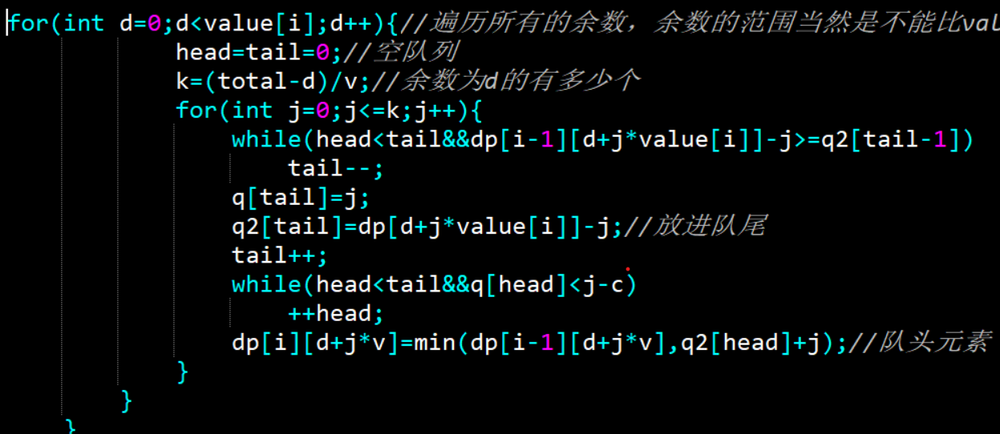 for(int d=0;d<value[i];d++){//遍历所有的余数，余数的范围当然是不能比val
head=tail=0;//空队列
k=(total-d)/v;//余数为d的有多少个
for(int j=0;j<=k;j++){
while(head<tail&&dp[i-1][d+j*value[i]]-j>=q2[tail-1])
tail--;
q[tail]=j;
q2[tail]=dp[d+j*value[i]]-j;//放进队尾
tail++;
while(head<tail&&q[head]<j-c)
++head;
dp[i][d+j*v]=min(dp[i-1][d+j*v],q2[head]+j);//队头元素
}
}
}